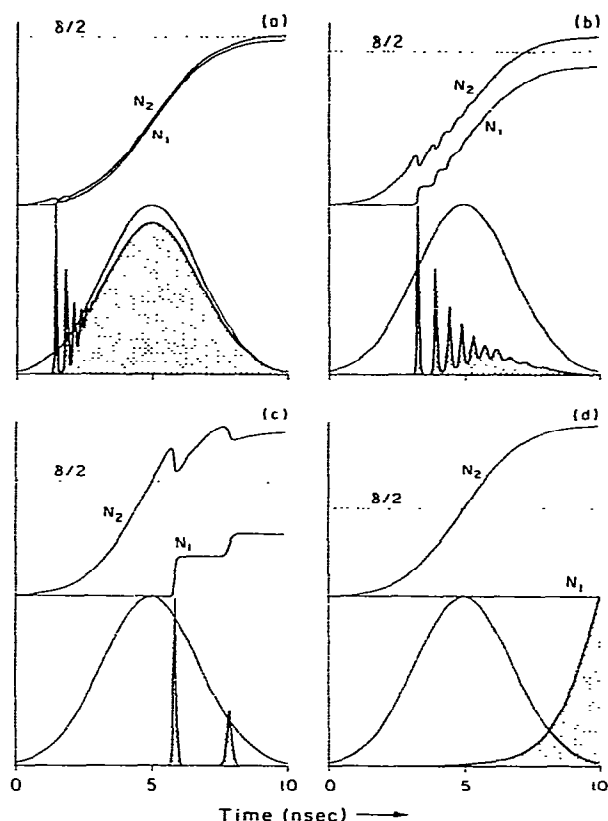 (a)
δ/2
N₂
N₁
(b)
δ/2
N₂
N₁
(c)
δ/2
N₂
N₁
0
5
10
(d)
δ/2
N₂
N₁
0
5
10
Time (nsec) →